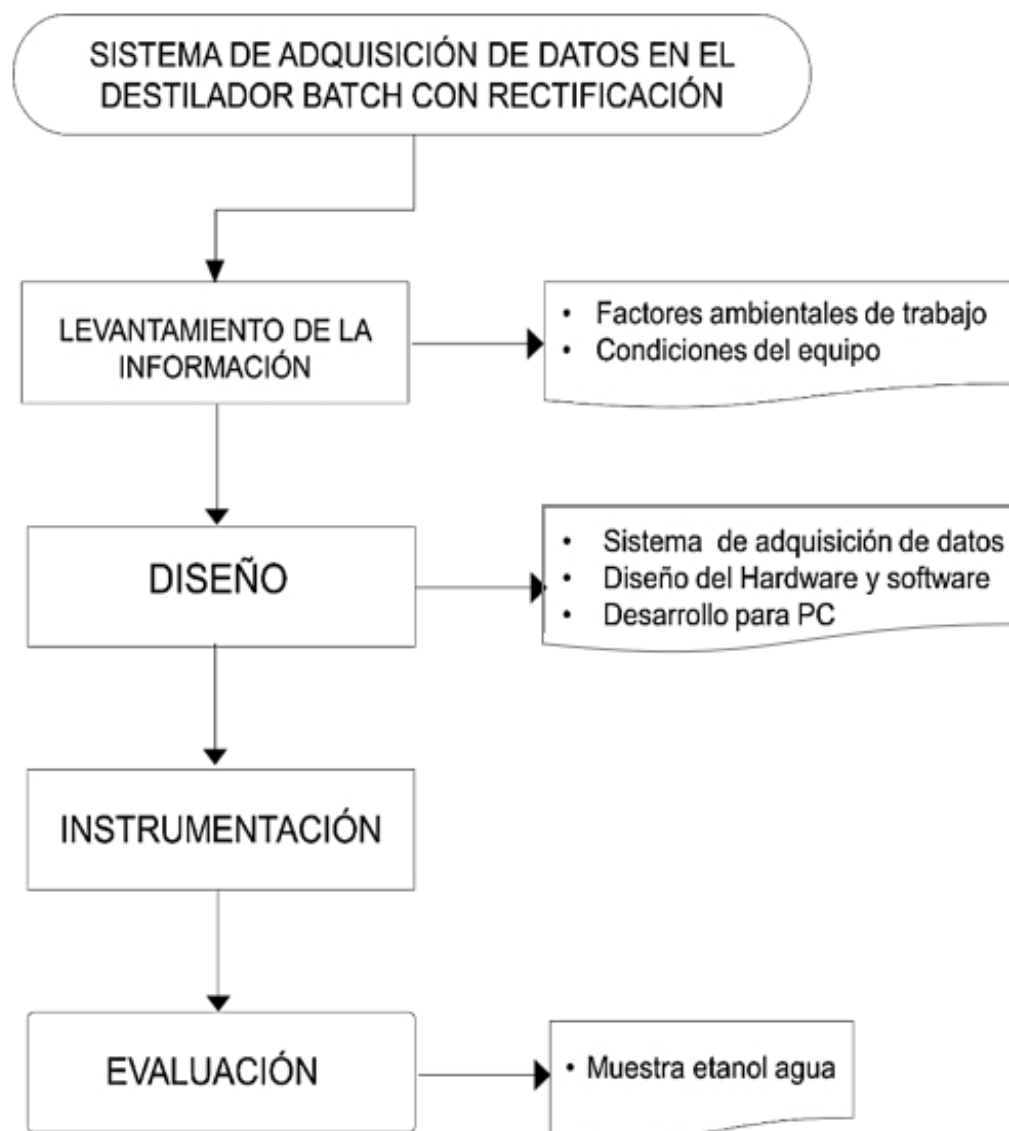 SISTEMA DE ADQUISICIÓN DE DATOS EN EL
DESTILADOR BATCH CON RECTIFICACIÓN
LEVANTAMIENTO DE LA
INFORMACIÓN
• Factores ambientales de trabajo
• Condiciones del equipo
DISEÑO
• Sistema de adquisición de datos
• Diseño del Hardware y software
• Desarrollo para PC
INSTRUMENTACIÓN
EVALUACIÓN
• Muestra etanol agua